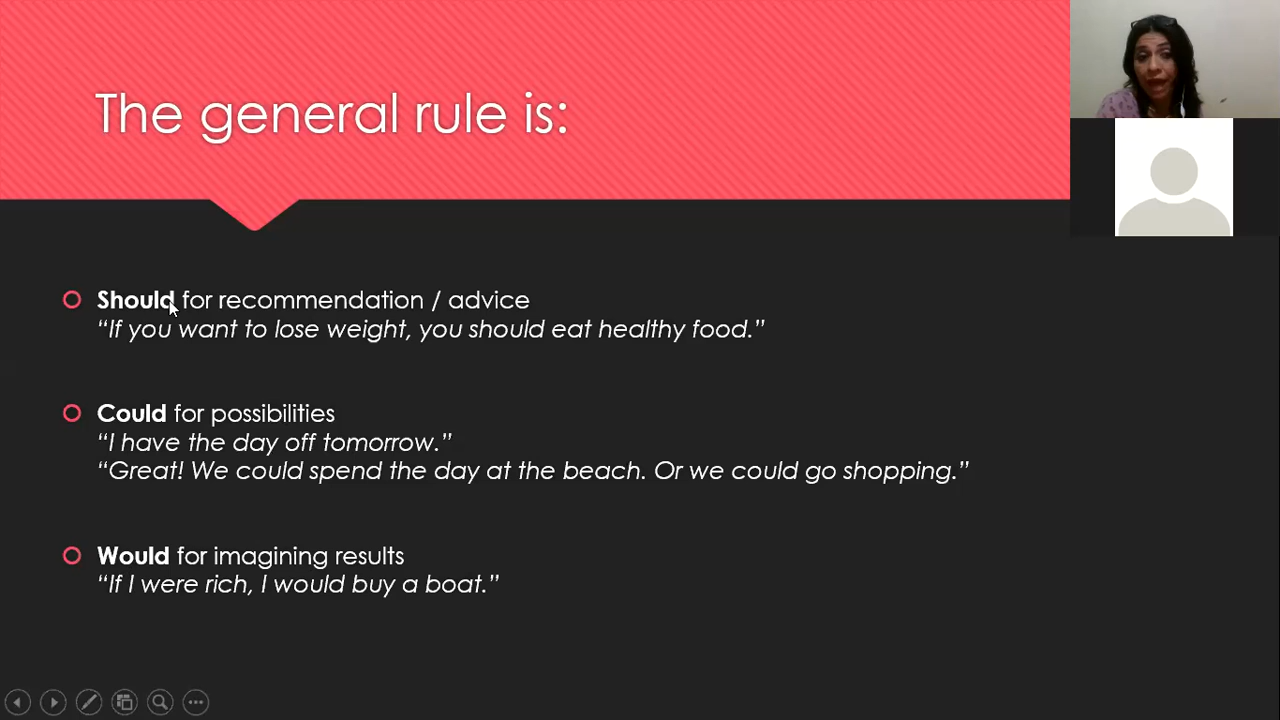 The general rule is:
Should for recommendation / advice
“If you want to lose weight, you should eat healthy food.”
Could for possibilities
“I have the day off tomorrow.”
“Great! We could spend the day at the beach. Or we could go shopping.”
Would for imagining results
“If I were rich, I would buy a boat.”